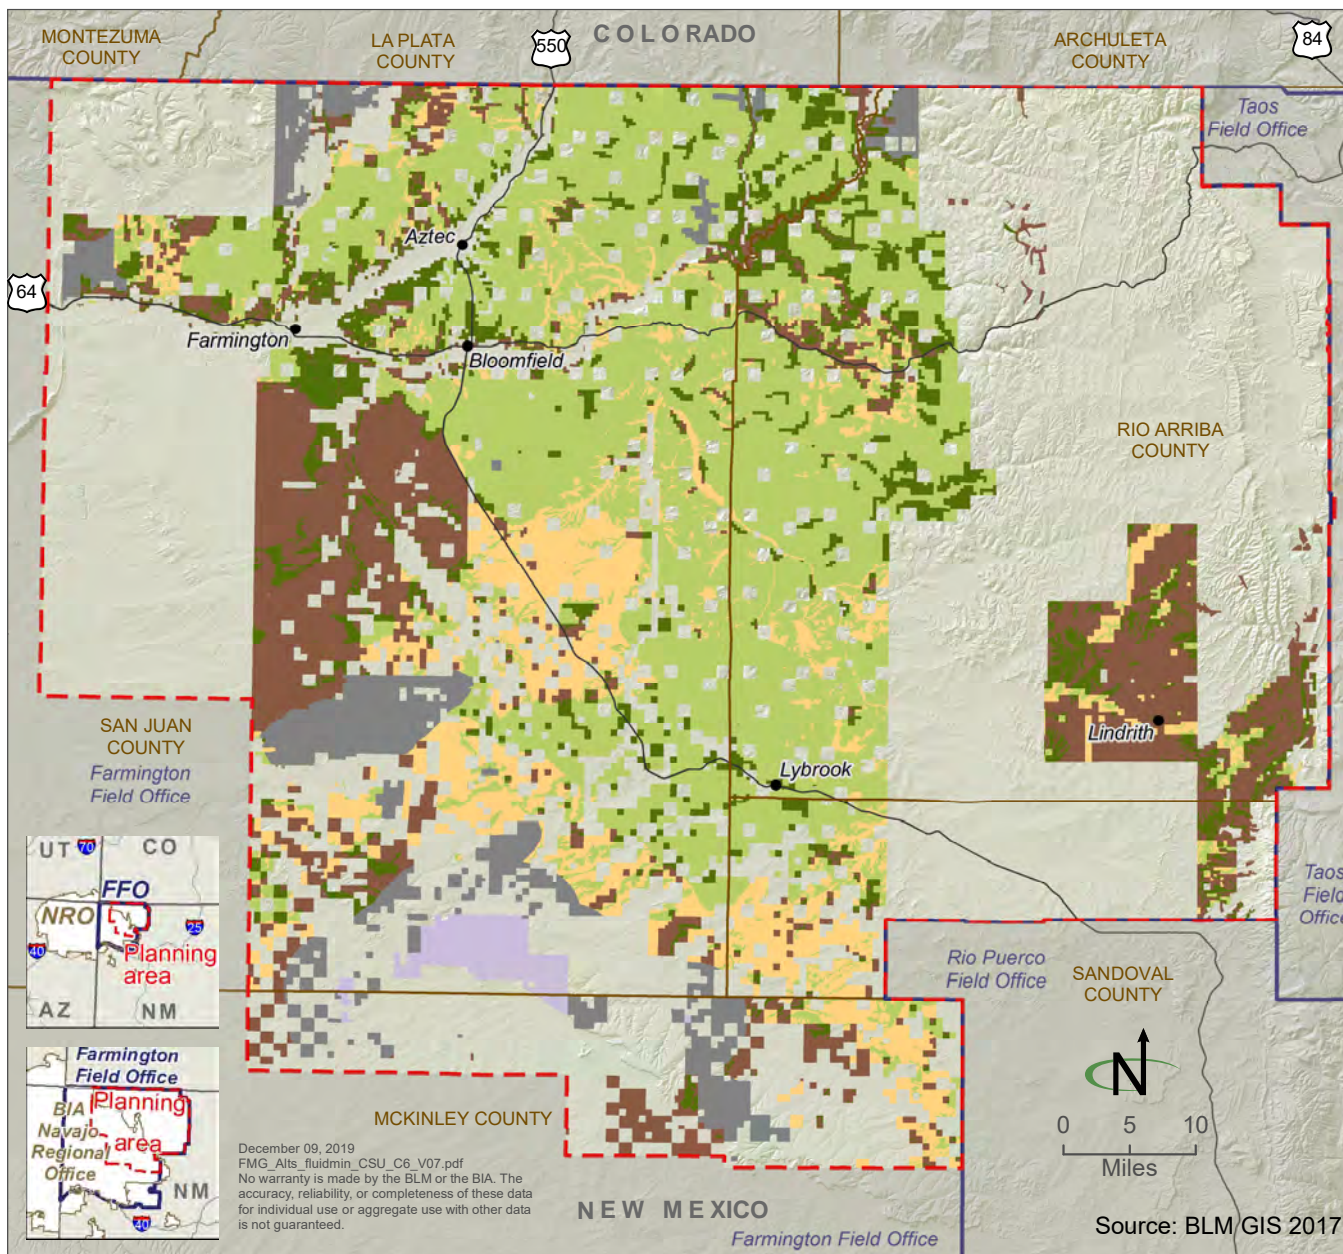 MONTEZUMA
COUNTY
LA PLATA
COUNTY
550
COLORADO
ARCHULETA
COUNTY
84
Taos
Field Office
Aztec
64
Farmington
Bloomfield
RIO ARRIBA
COUNTY
SAN JUAN
COUNTY
Farmington
Field Office
Lindrith
Lybrook
UT
70
CO
FFO
NRO
25
40
Planning
area
AZ
NM
Taos
Field
Office
Rio Puerco
Field Office
SANDOVAL
COUNTY
N
0 5 10
Miles
Farmington
Field Office
BIA
Navajo
Regional
Office
Planning
area
NM
40
MCKINLEY COUNTY
December 09, 2019
FMG_Alts_fluidmin_CSU_C6_V07.pdf
No warranty is made by the BLM or the BIA. The
accuracy, reliability, or completeness of these data
for individual use or aggregate use with other data
is not guaranteed.
NEW MEXICO
Farmington Field Office
Source: BLM GIS 2017